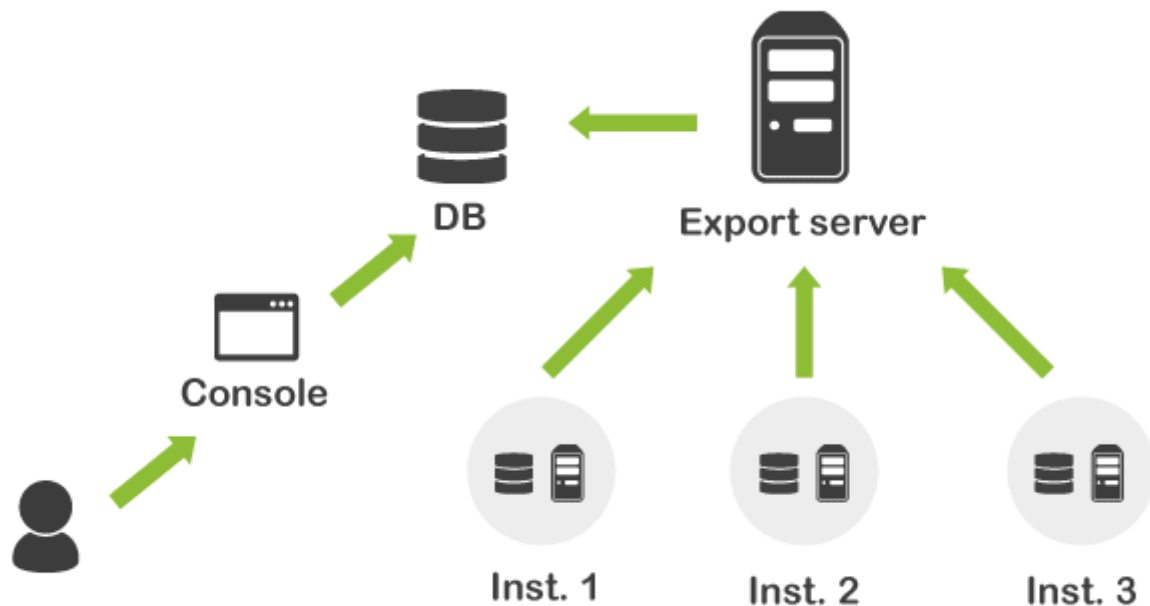 DB
Export server
Console
Inst. 1
Inst. 2
Inst. 3